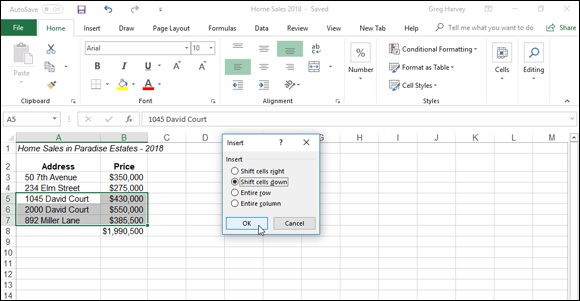 AutoSave Off Home Sales 2018 - Saved Greg Harvey
File Home Insert Draw Page Layout Formulas Data Review View New Tab Help Power Pivot Tell me Share
Paste Arial 10 Number Conditional Formatting Cells Editing
Format as Table
B I U Cell Styles
Clipboard Font Alignment Styles
A5 fx 1045 David Court
A B C D E F G H I J K L M
1 Home Sales in Paradise Estates - 2018
2 Address Price
3 50 7th Avenue $350,000
4 234 Elm Street $275,000
5 1045 David Court $430,000
6 2000 David Court $550,000
7 892 Miller Lane $385,500
8 $1,990,500
9
10
11
12
13
14
Insert ? ×
Insert
Shift cells right
Shift cells down
Entire row
Entire column
OK Cancel